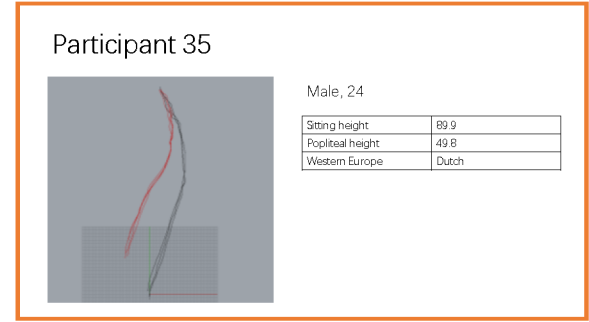 Participant 35
Male, 24
Sitting height 89.9
Popliteal height 49.8
Western Europe Dutch